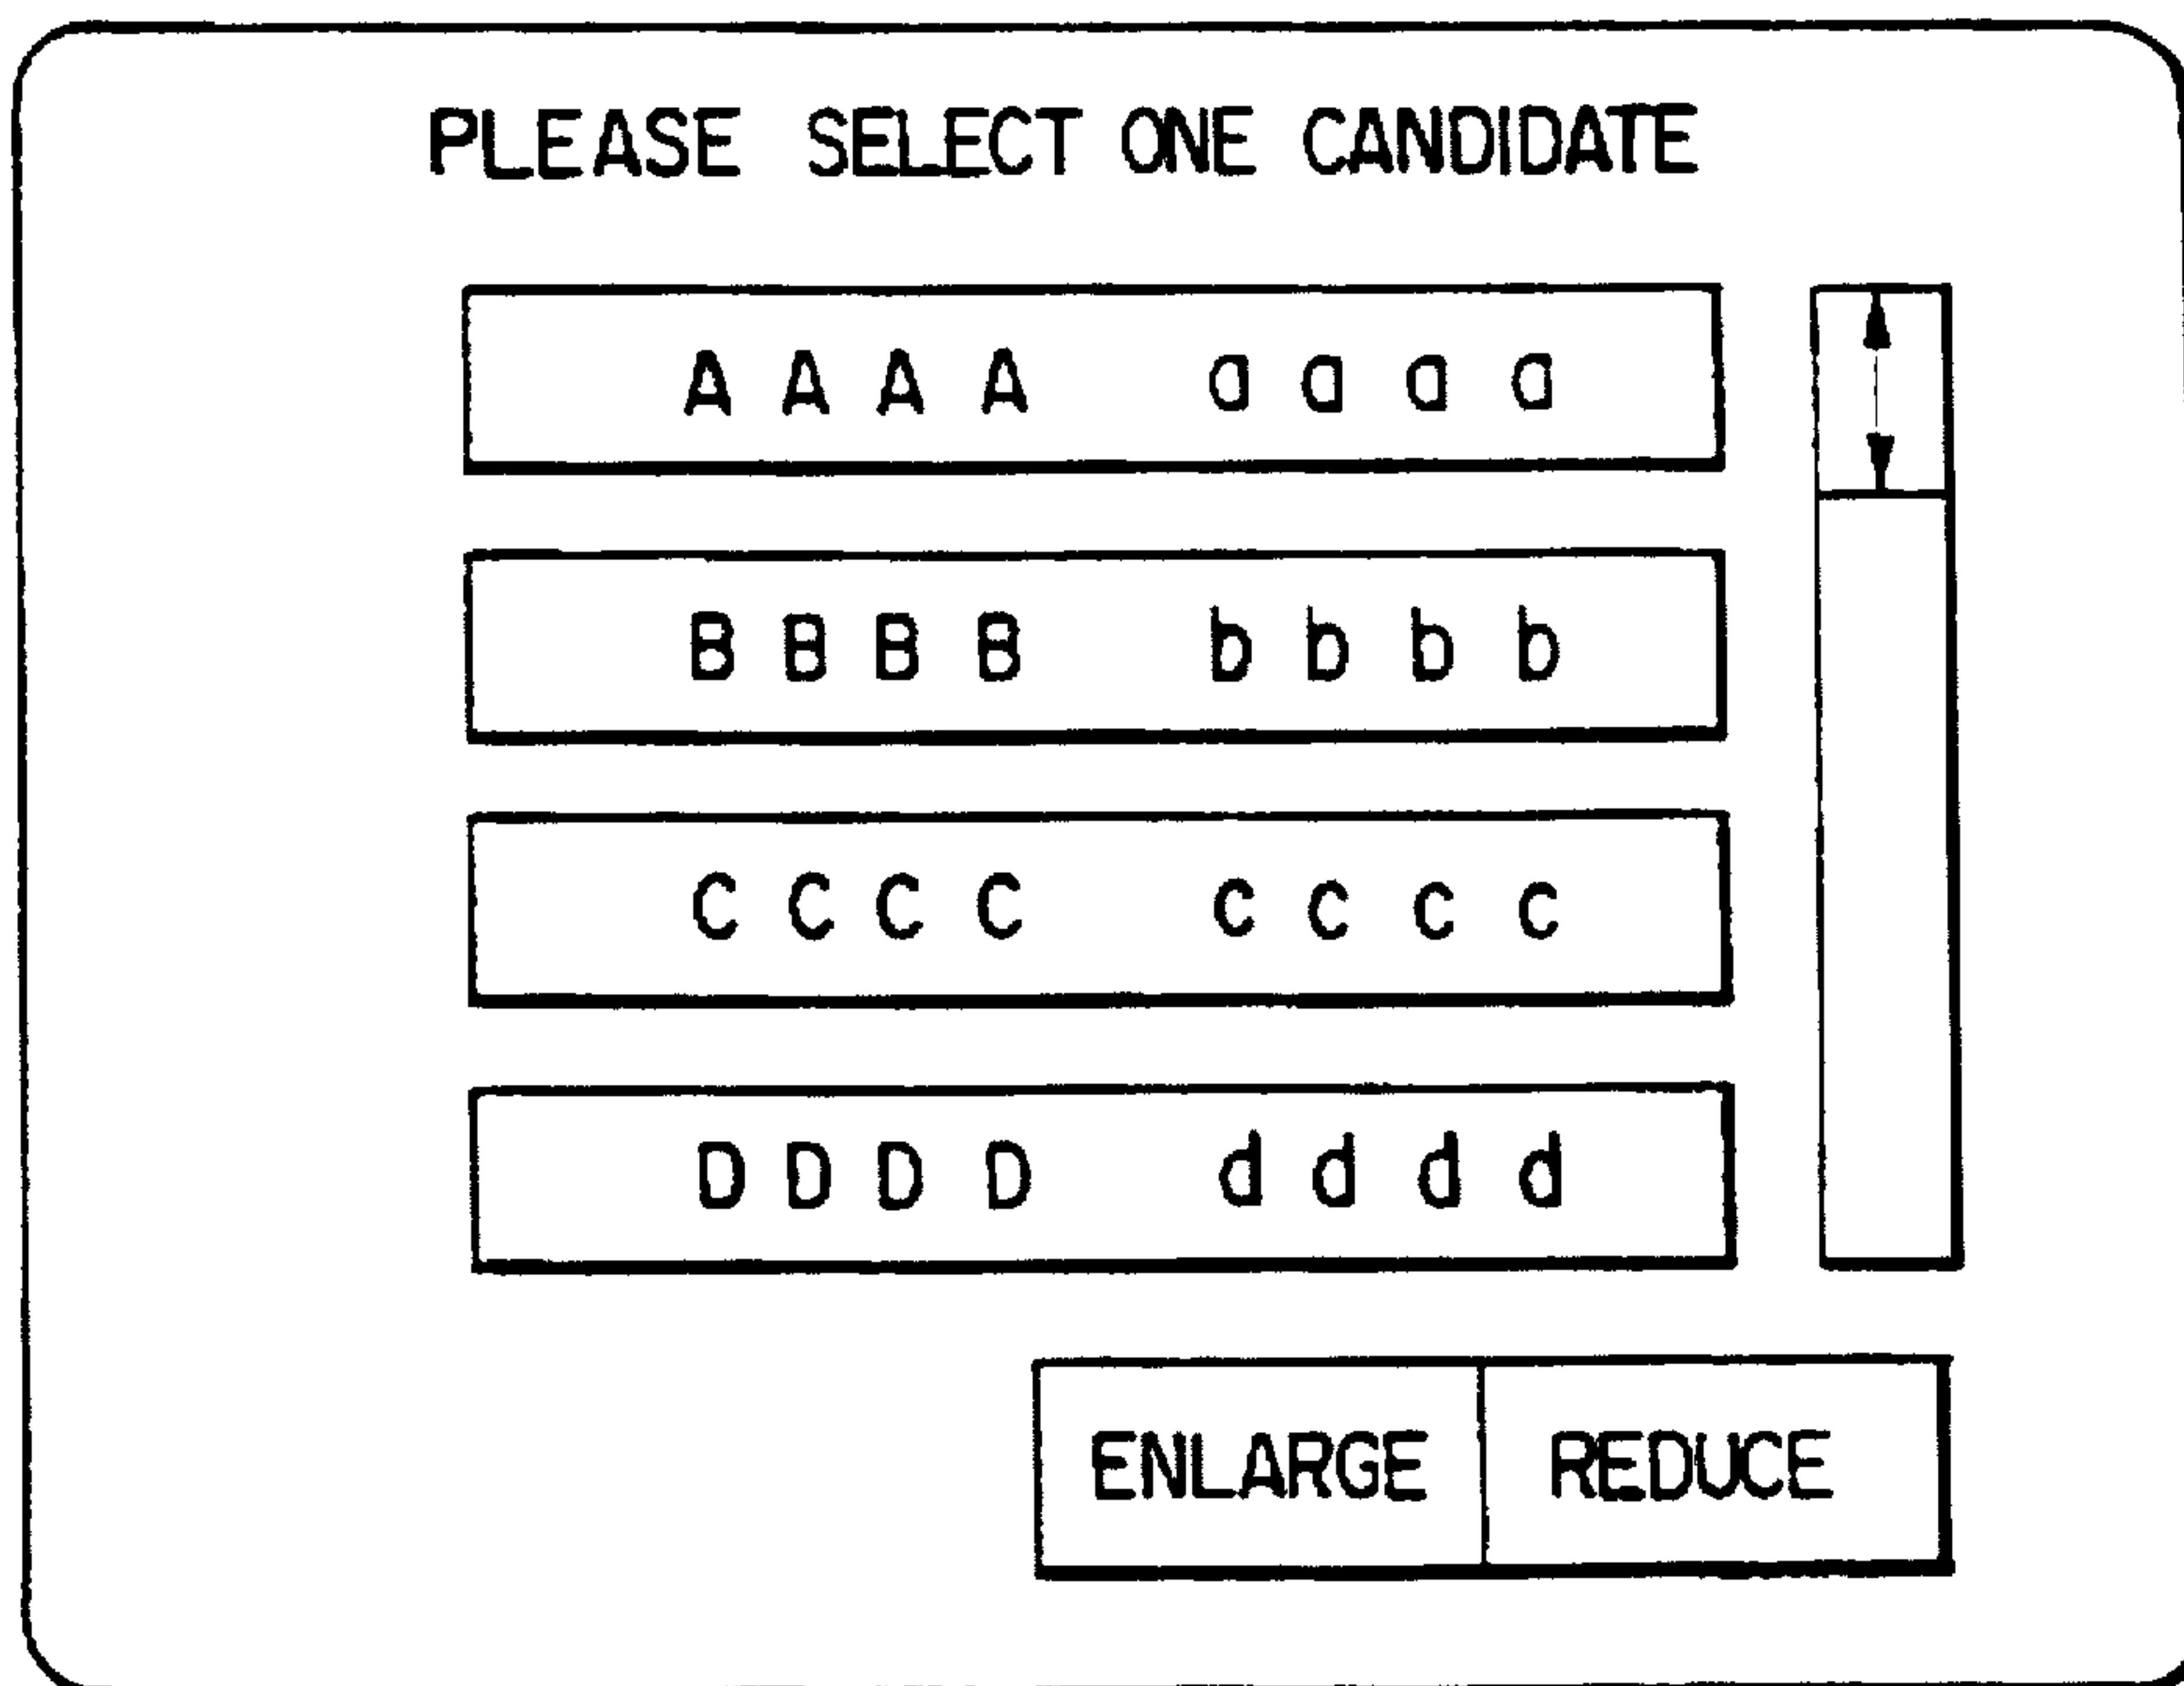 PLEASE SELECT ONE CANDIDATE
A A A A a a a a
B B B B b b b b
C C C C c c c c
D D D D d d d d
ENLARGE REDUCE